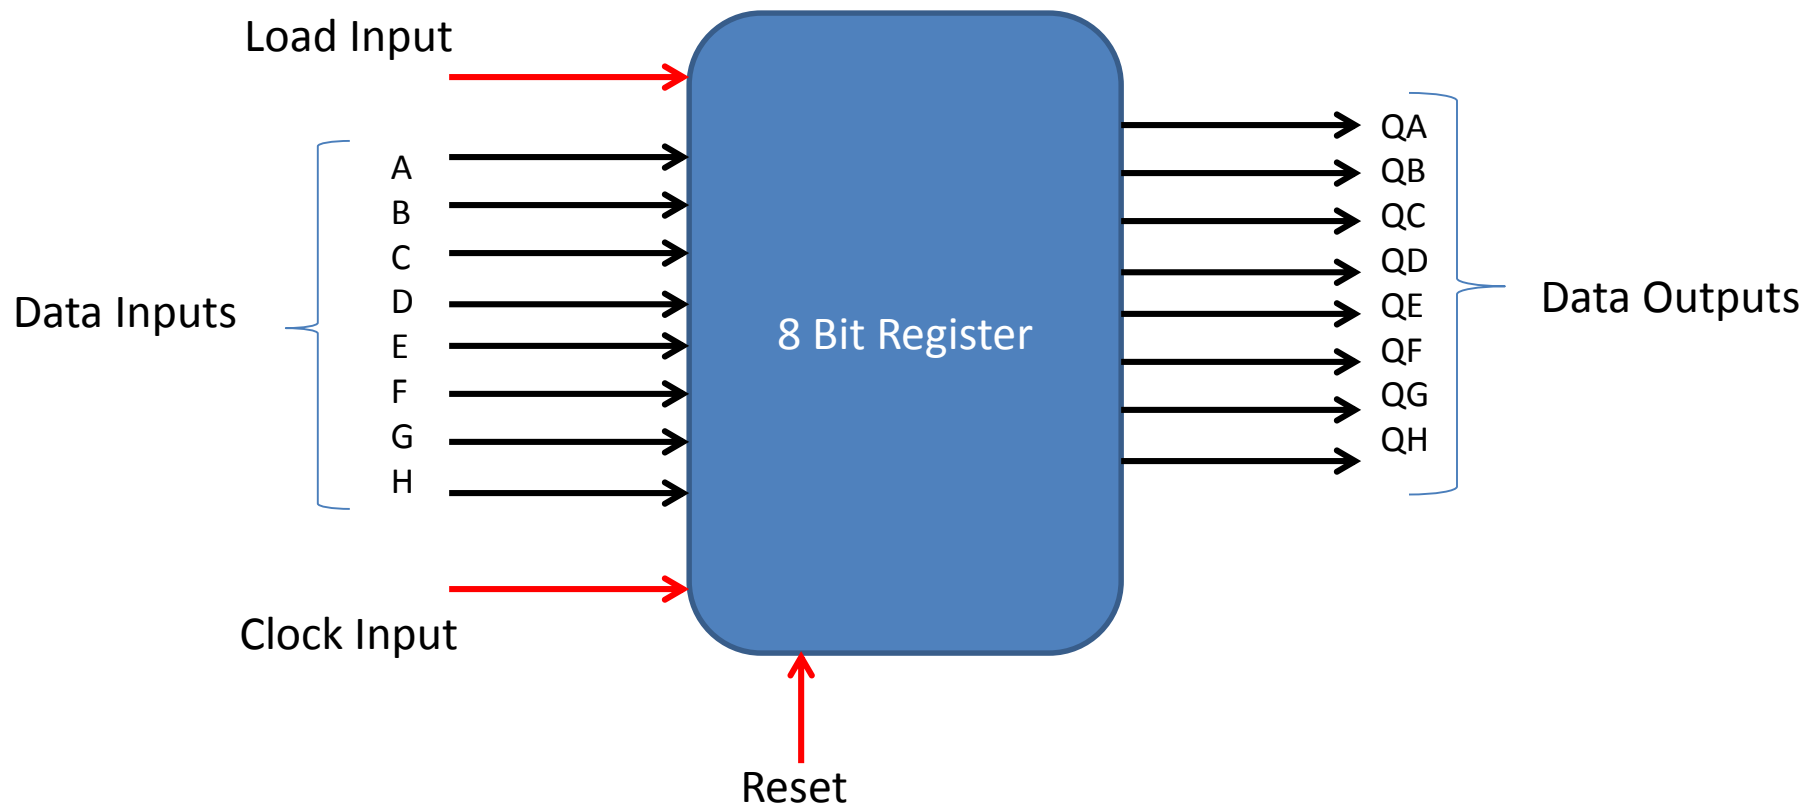 Load Input
Data Inputs
A
B
C
D
E
F
G
H
Clock Input
8 Bit Register
Reset
QA
QB
QC
QD
QE
QF
QG
QH
Data Outputs